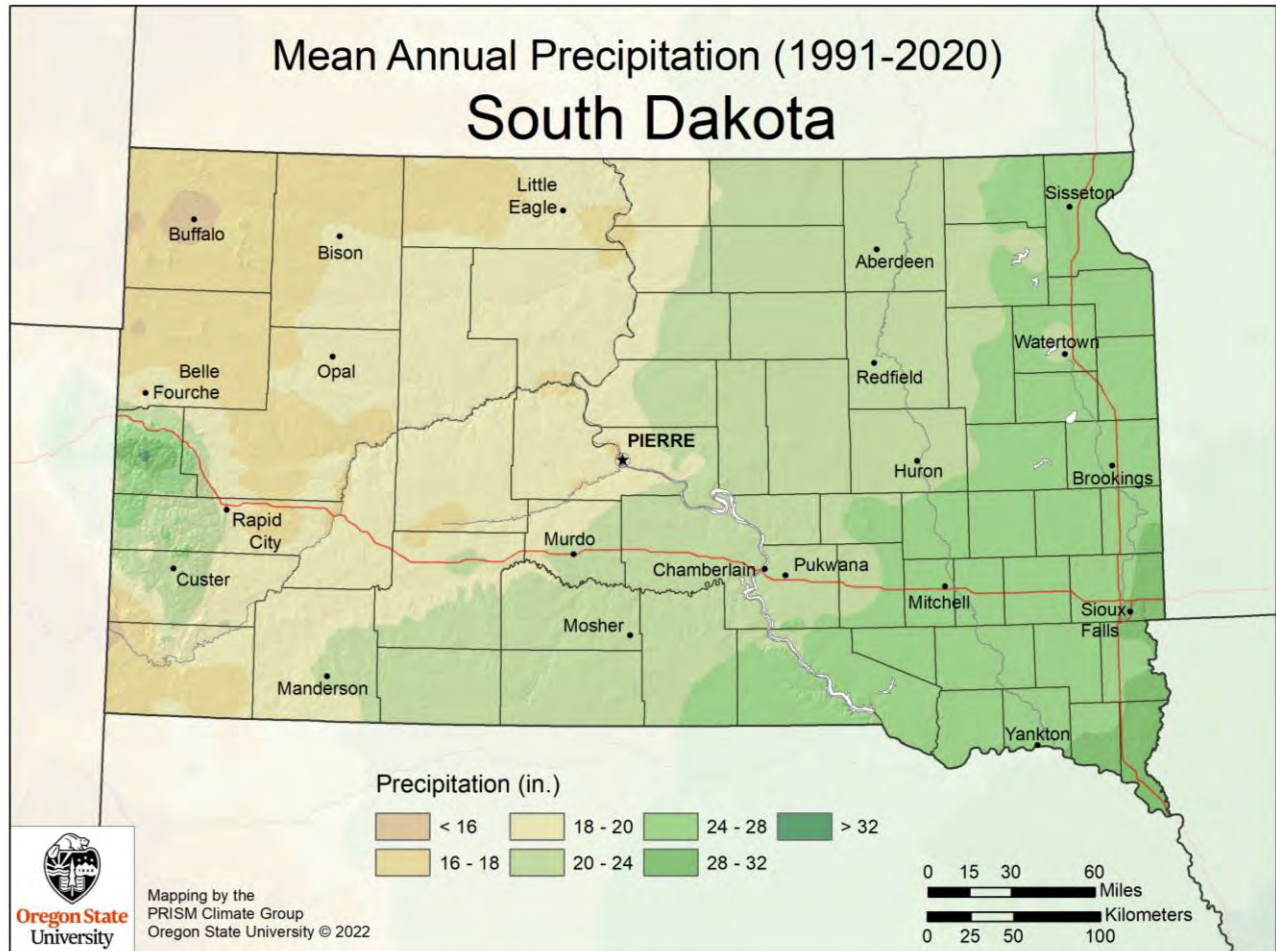 Mean Annual Precipitation (1991-2020)
South Dakota
Little
Eagle
Sisseton
Buffalo
Bison
Aberdeen
Belle
Fourche
Opal
Redfield
Watertown
PIERRE
Huron
Brookings
Rapid
City
Murdo
Custer
Chamberlain
Pukwana
Mitchell
Sioux
Falls
Mosher
Manderson
Yankton
Precipitation (in.)
< 16
18 - 20
24 - 28
> 32
16 - 18
20 - 24
28 - 32
Oregon State
University
Mapping by the
PRISM Climate Group
Oregon State University © 2022
0 15 30 60
Miles
Kilometers
0 25 50 100